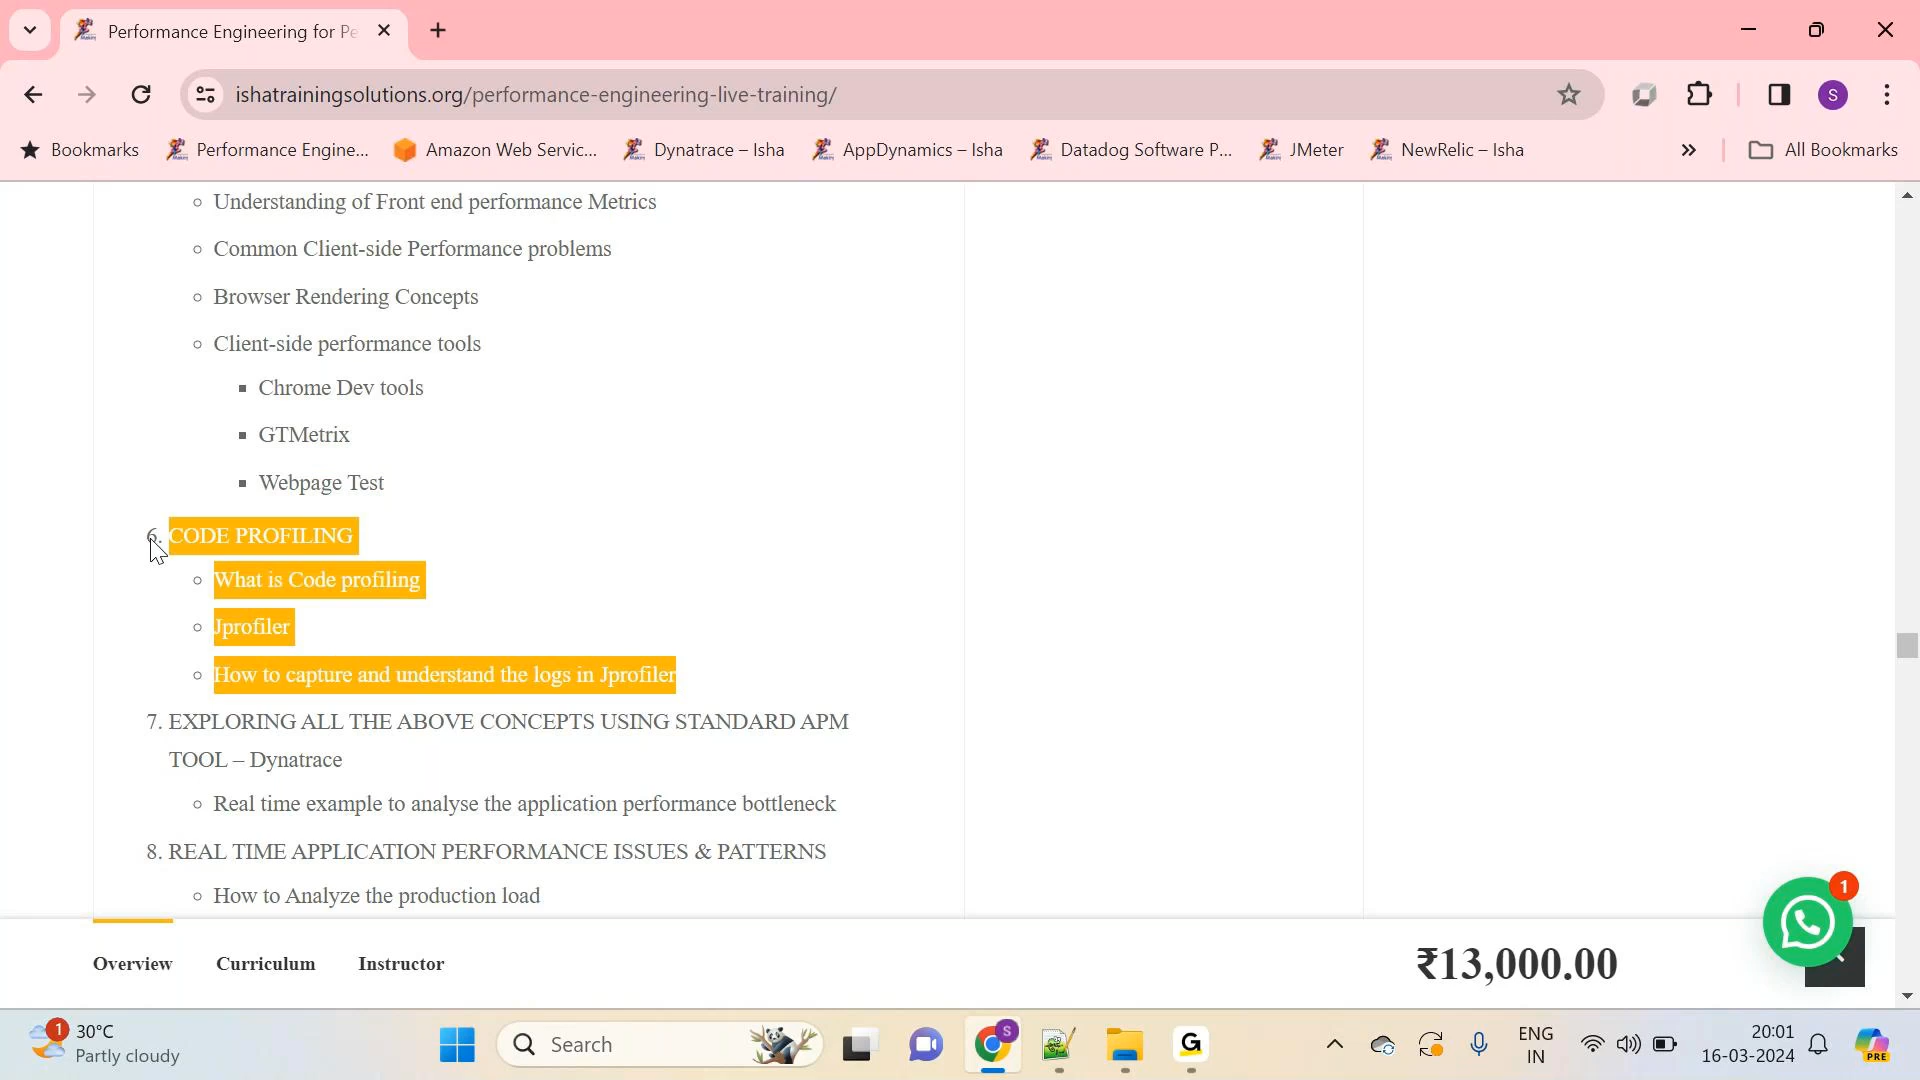 Performance Engineering for Pe
ishatrainingsolutions.org/performance-engineering-live-training/
S
Bookmarks
Performance Engine...
Amazon Web Servic...
Dynatrace – Isha
AppDynamics – Isha
Datadog Software P...
JMeter
NewRelic – Isha
All Bookmarks
Understanding of Front end performance Metrics
Common Client-side Performance problems
Browser Rendering Concepts
Client-side performance tools
Chrome Dev tools
GTMetrix
Webpage Test
6. CODE PROFILING
What is Code profiling
Jprofiler
How to capture and understand the logs in Jprofiler
7. EXPLORING ALL THE ABOVE CONCEPTS USING STANDARD APM
TOOL – Dynatrace
Real time example to analyse the application performance bottleneck
8. REAL TIME APPLICATION PERFORMANCE ISSUES & PATTERNS
How to Analyze the production load
1
Overview
Curriculum
Instructor
₹13,000.00
1
30°C
Partly cloudy
Search
S
G
ENG
IN
20:01
16-03-2024
PRE